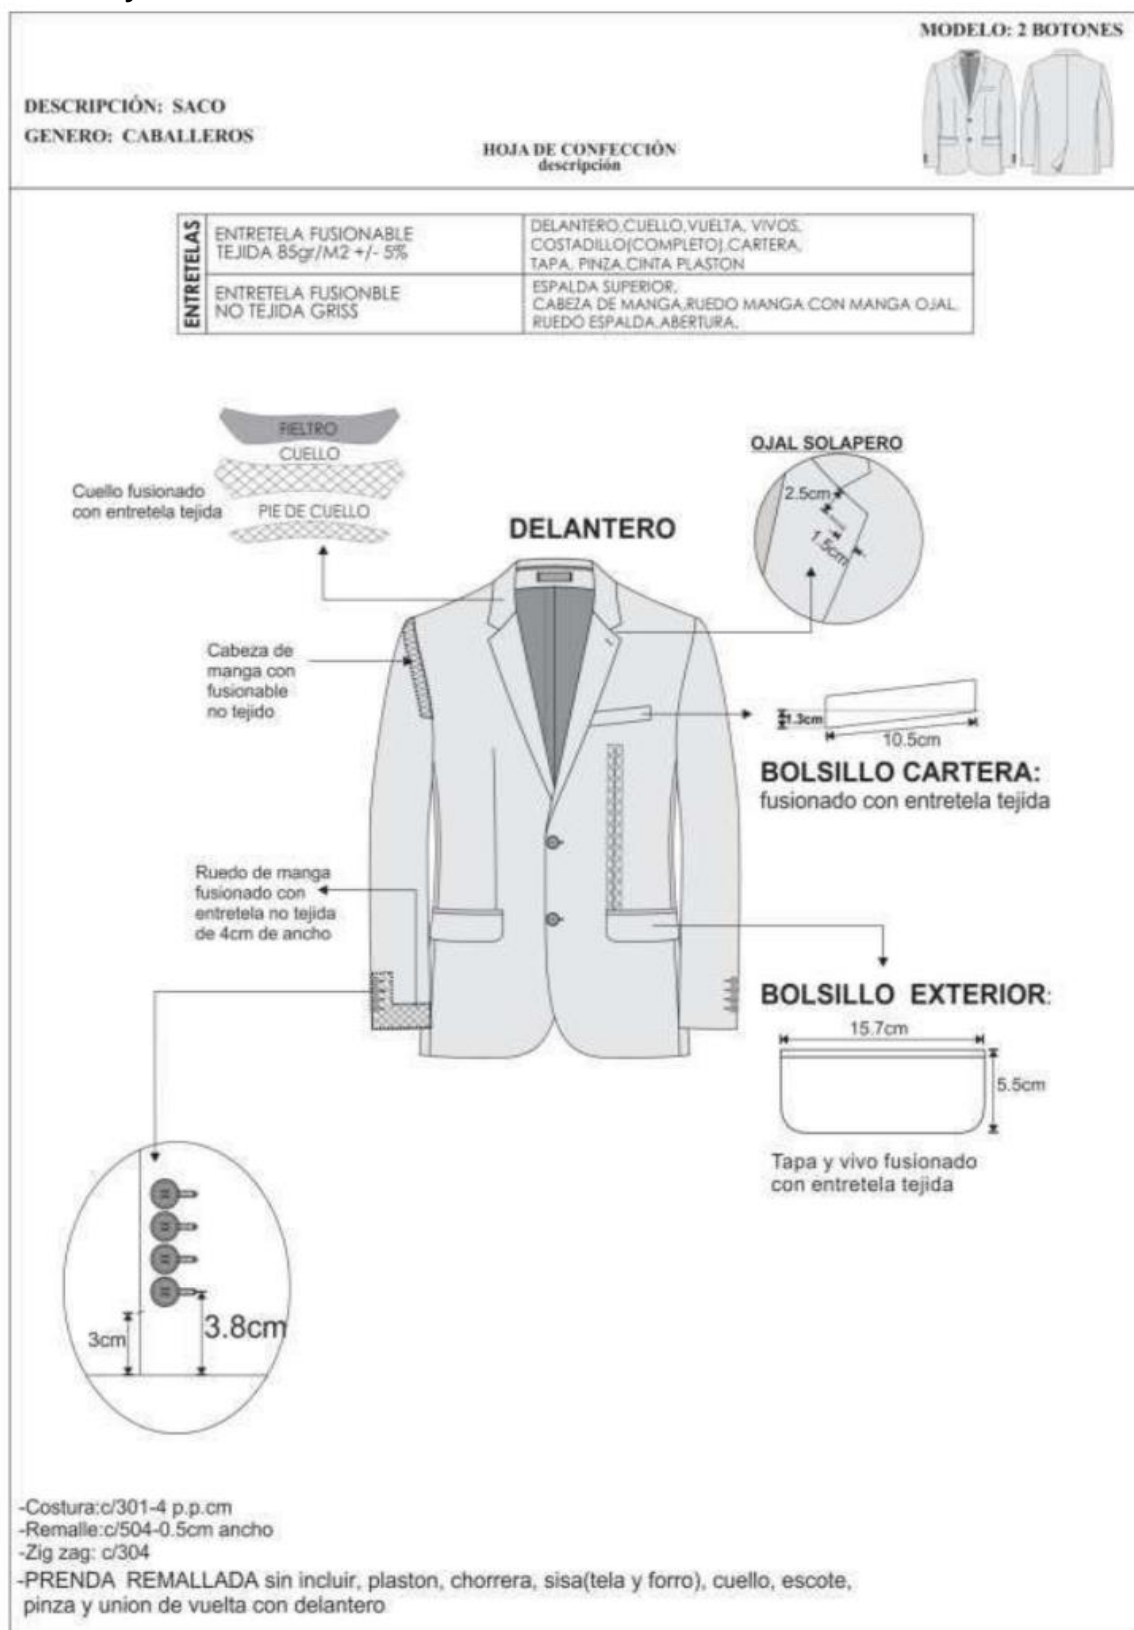 MODELO: 2 BOTONES
DESCRIPCIÓN: SACO
GENERO: CABALLEROS
HOJA DE CONFECCIÓN
descripción
ENTRETELAS
ENTRETELA FUSIONABLE
TEJIDA 85gr/M2 +/- 5%
DELANTERO,CUELLO,VUELTA, VIVOS,
COSTADILLO(COMPLETO),CARTERA,
TAPA, PINZA,CINTA PLASTON
ENTRETELA FUSIONBLE
NO TEJIDA GRISS
ESPALDA SUPERIOR,
CABEZA DE MANGA,RUEDO MANGA CON MANGA OJAL,
RUEDO ESPALDA,ABERTURA,
FIELTRO
CUELLO
Cuello fusionado
con entretela tejida
PIE DE CUELLO
DELANTERO
OJAL SOLAPERO
2.5cm
1.5cm
Cabeza de
manga con
fusionable
no tejido
1.3cm
10.5cm
BOLSILLO CARTERA:
fusionado con entretela tejida
Ruedo de manga
fusionado con
entretela no tejida
de 4cm de ancho
BOLSILLO EXTERIOR:
15.7cm
5.5cm
Tapa y vivo fusionado
con entretela tejida
3cm
3.8cm
-Costura:c/301-4 p.p.cm
-Remalle:c/504-0.5cm ancho
-Zig zag: c/304
-PRENDA REMALLADA sin incluir, plaston, chorrera, sisa(tela y forro), cuello, escote,
pinza y union de vuelta con delantero